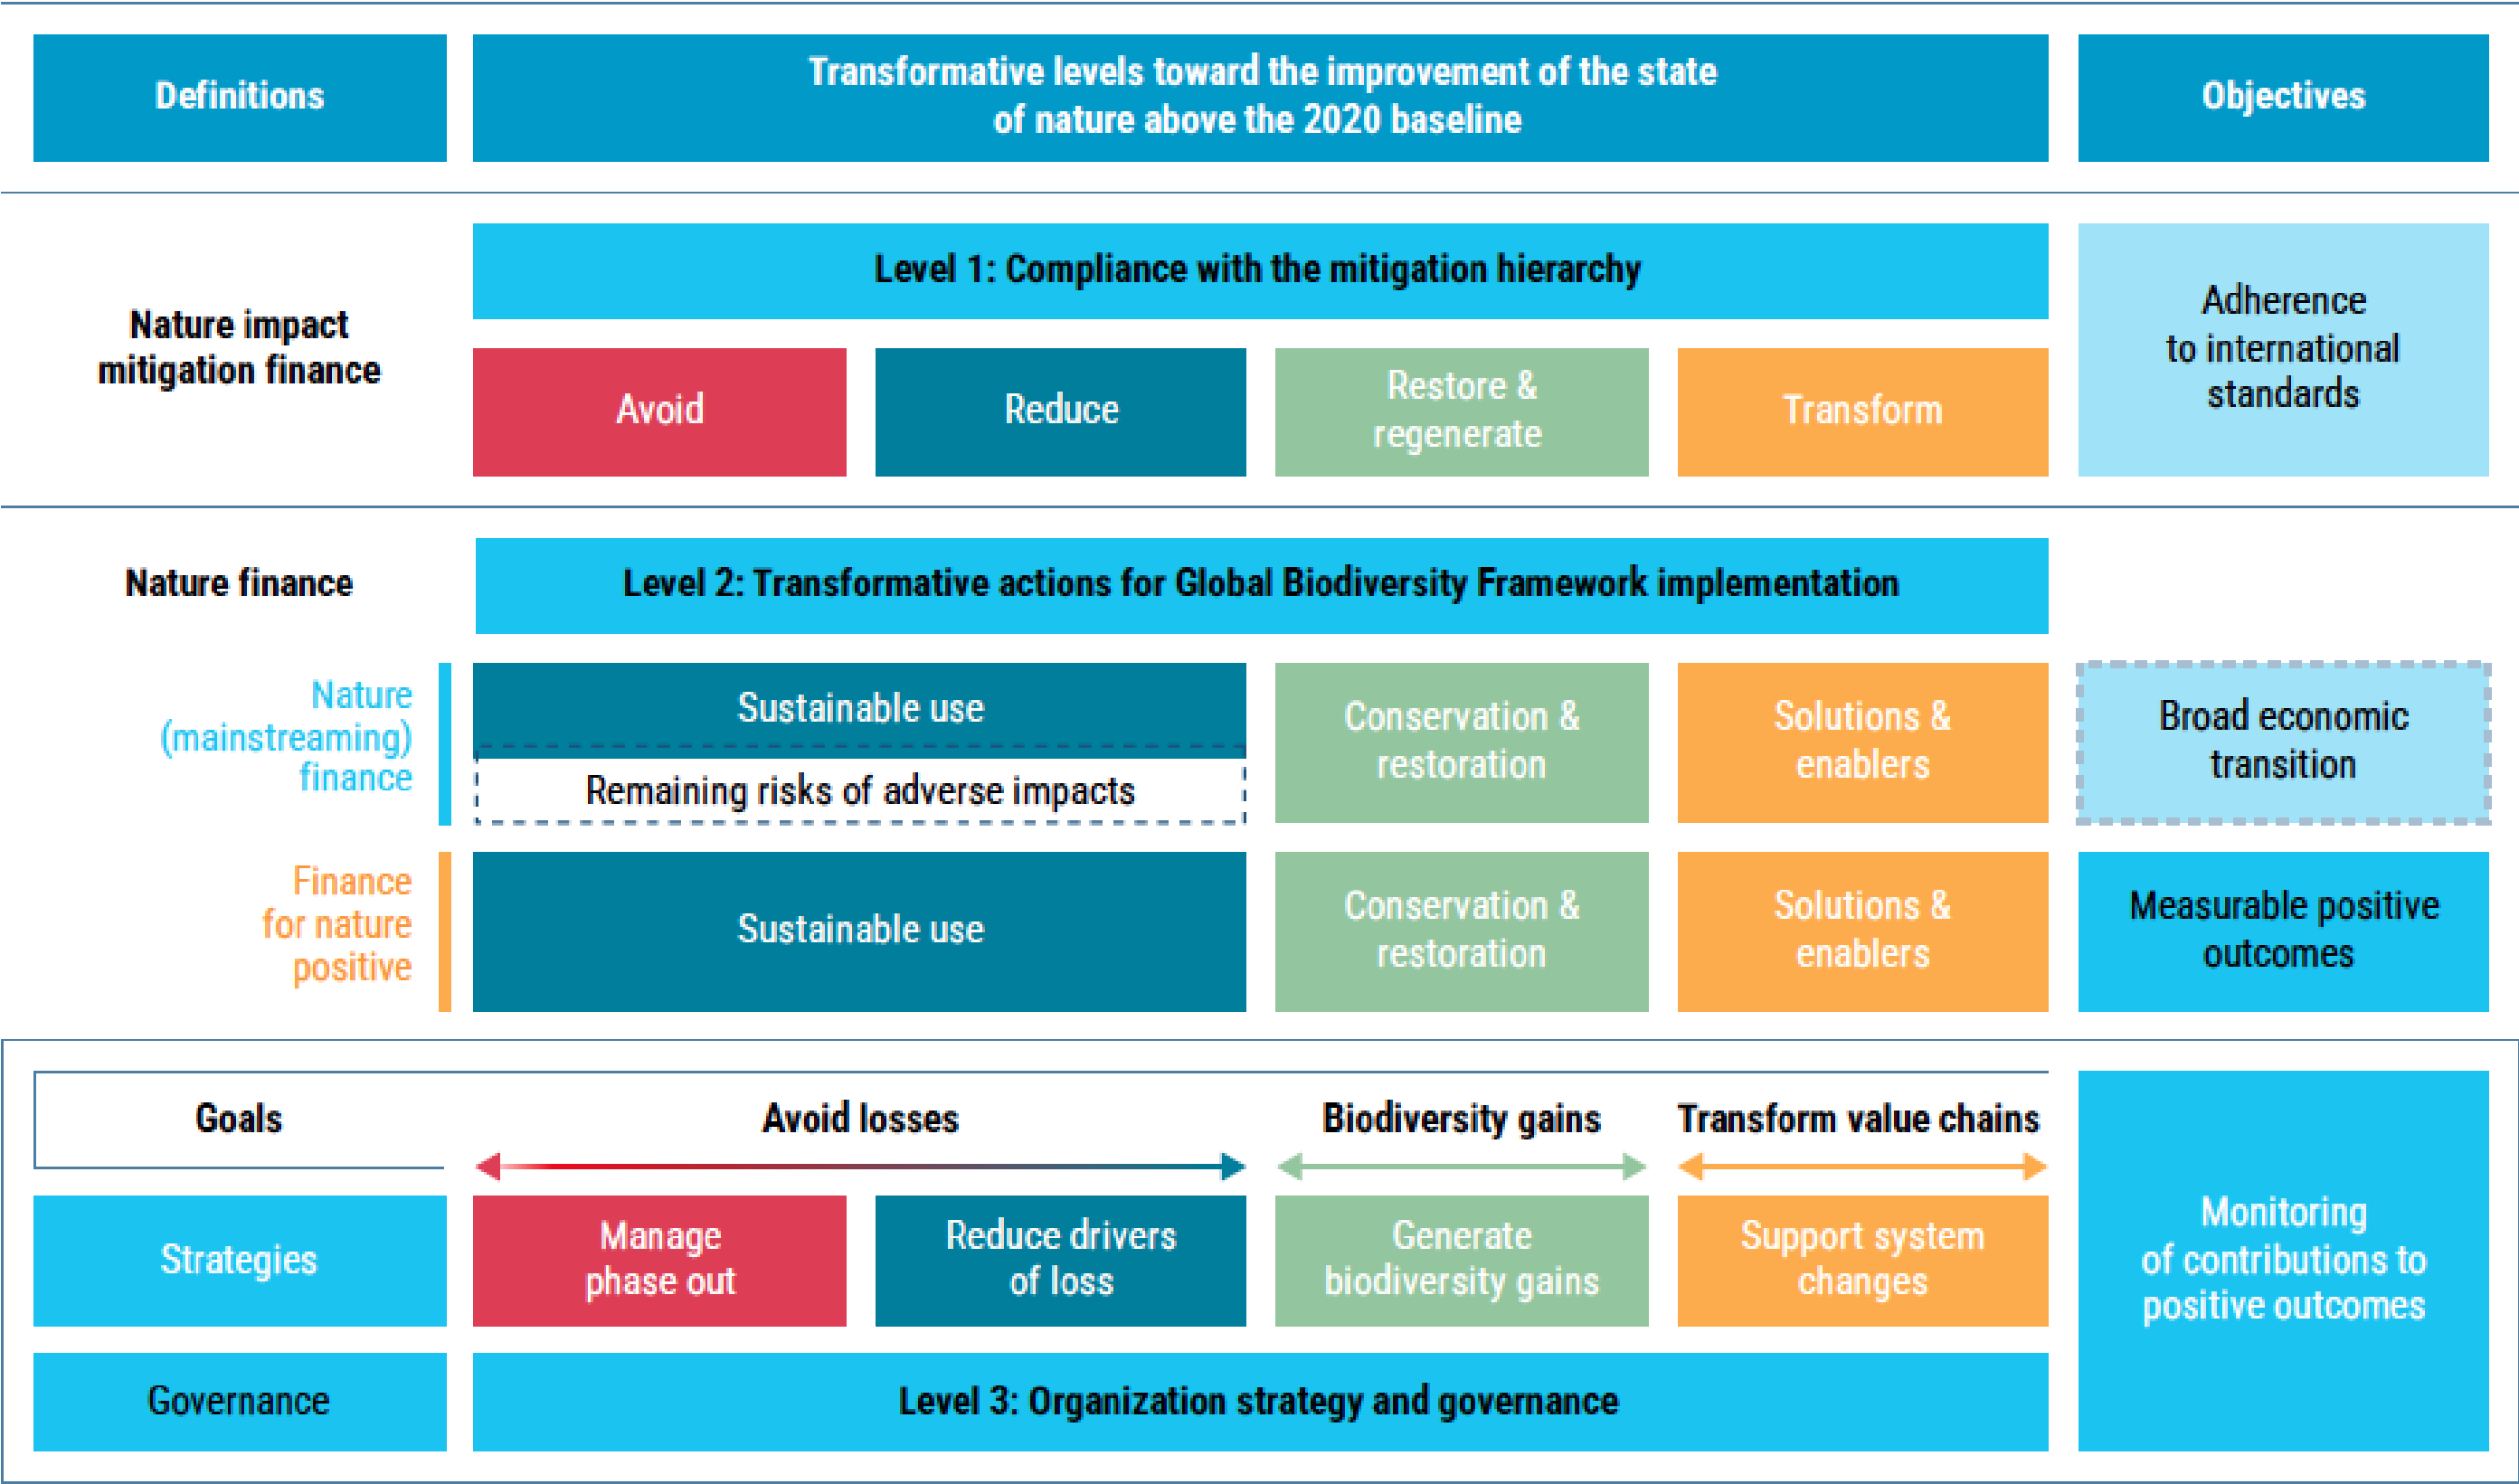 Definitions
Transformative levels toward the improvement of the state
of nature above the 2020 baseline
Objectives
Nature impact
mitigation finance
Level 1: Compliance with the mitigation hierarchy
Avoid
Reduce
Restore &
regenerate
Transform
Adherence
to international
standards
Nature finance
Level 2: Transformative actions for Global Biodiversity Framework implementation
Nature
(mainstreaming)
finance
Sustainable use
Remaining risks of adverse impacts
Conservation &
restoration
Solutions &
enablers
Broad economic
transition
Finance
for nature
positive
Sustainable use
Conservation &
restoration
Solutions &
enablers
Measurable positive
outcomes
Goals
Avoid losses
Biodiversity gains
Transform value chains
Strategies
Manage
phase out
Reduce drivers
of loss
Generate
biodiversity gains
Support system
changes
Monitoring
of contributions to
positive outcomes
Governance
Level 3: Organization strategy and governance